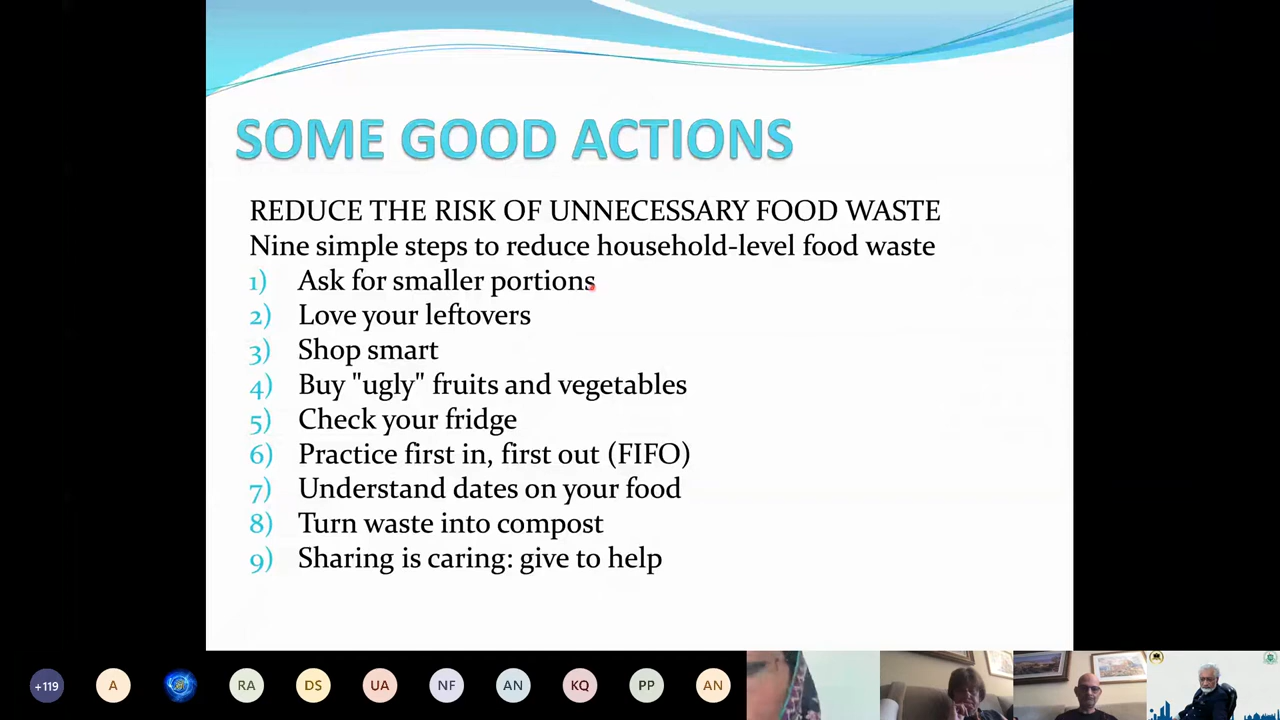 SOME GOOD ACTIONS
REDUCE THE RISK OF UNNECESSARY FOOD WASTE
Nine simple steps to reduce household-level food waste
1) Ask for smaller portions
2) Love your leftovers
3) Shop smart
4) Buy "ugly" fruits and vegetables
5) Check your fridge
6) Practice first in, first out (FIFO)
7) Understand dates on your food
8) Turn waste into compost
9) Sharing is caring: give to help
+119 A RA DS UA NF AN KQ PP AN